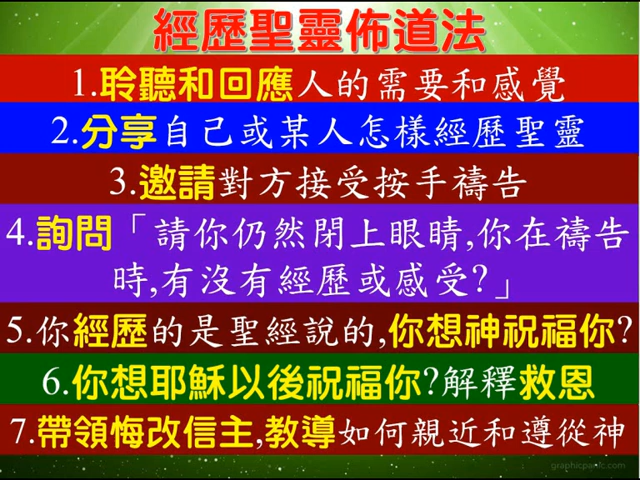 經歷聖靈佈道法
1.聆聽和回應人的需要和感覺
2.分享自己或某人怎樣經歷聖靈
3.邀請對方接受按手禱告
4.詢問「請你仍然閉上眼睛,你在禱告
時,有沒有經歷或感受?」
5.你經歷的是聖經說的,你想神祝福你?
6.你想耶穌以後祝福你?解釋救恩
7.帶領悔改信主,教導如何親近和遵從神
graphicpanic.com